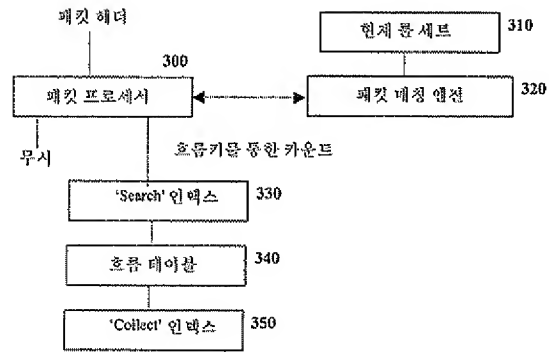 패킷 헤더
현재 룰 세트
310
300
패킷 프로세서
패킷 매칭 엔진
320
무시
흐름키를 통한 카운트
'Search' 인덱스
330
흐름 테이블
340
'Collect' 인덱스
350